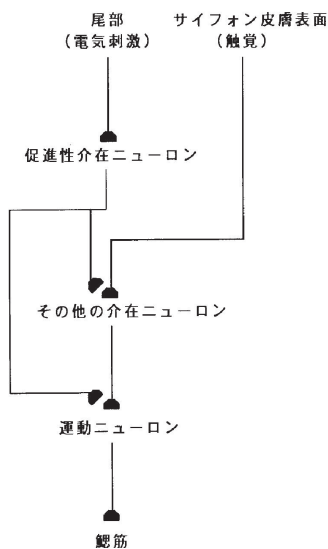 尾部
（電気刺激）
サイフォン皮膚表面
（触覚）
促進性介在ニューロン
その他の介在ニューロン
運動ニューロン
鰓筋